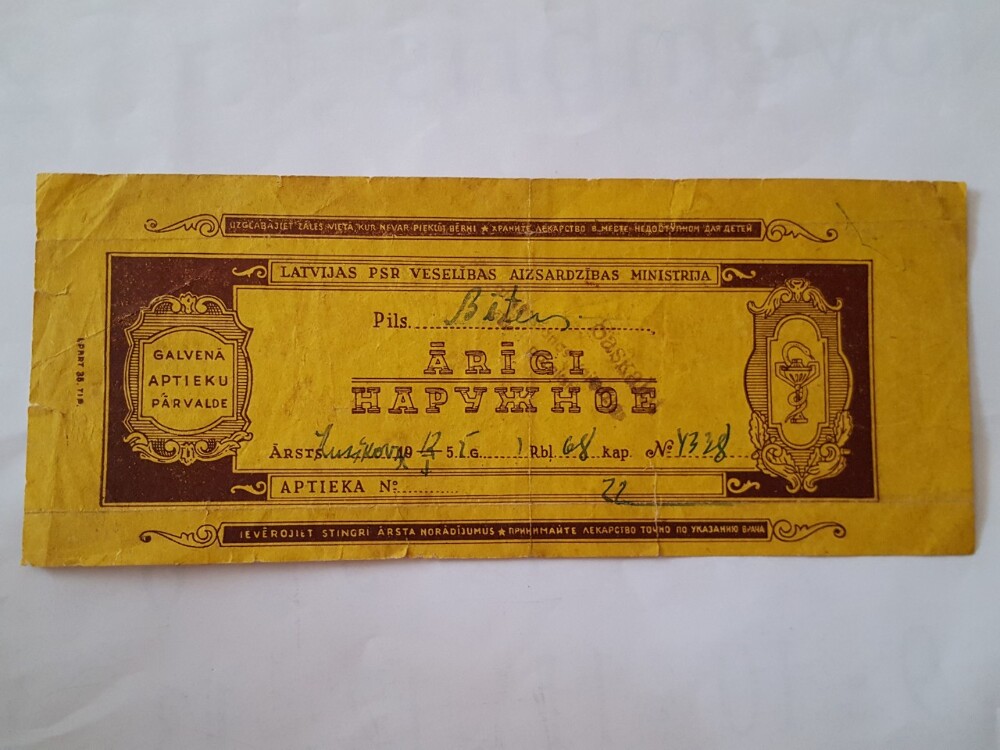 UZGLABĀJIET ZĀLES VIETĀ, KUR NEVAR PIEKĻŪT BĒRNI ★ ХРАНИТЕ ЛЕКАРСТВО В МЕСТЕ НЕДОСТУПНОМ ДЛЯ ДЕТЕЙ
LATVIJAS PSR VESELĪBAS AIZSARDZĪBAS MINISTRIJA
GALVENĀ
APTIEKU
PĀRVALDE
Pils.
ĀRĪGI
НАРУЖНОЕ
ĀRSTS 19 5 G. 1 Rbļ. 68 kap. № 4338
APTIEKA № 22
IEVĒROJIET STINGRI ĀRSTA NORĀDĪJUMUS ★ ПРИНИМАЙТЕ ЛЕКАРСТВО ТОЧНО ПО УКАЗАНИЮ ВРАЧА